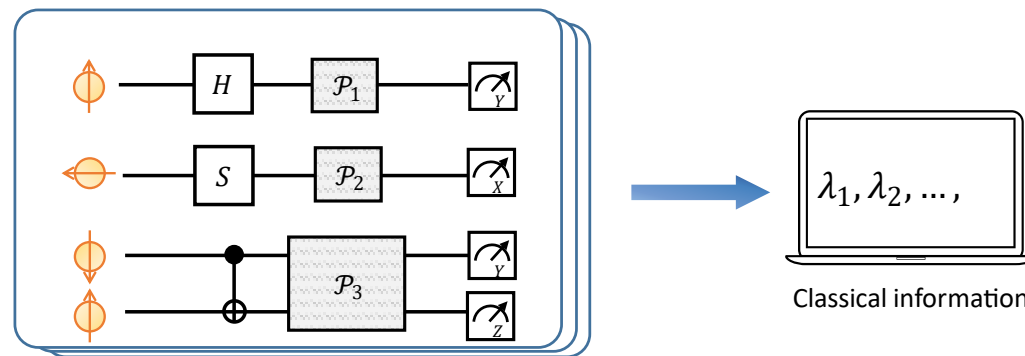 H
𝒫₁
Y
S
𝒫₂
X
λ₁, λ₂, ... ,
𝒫₃
Y
Z
Classical information